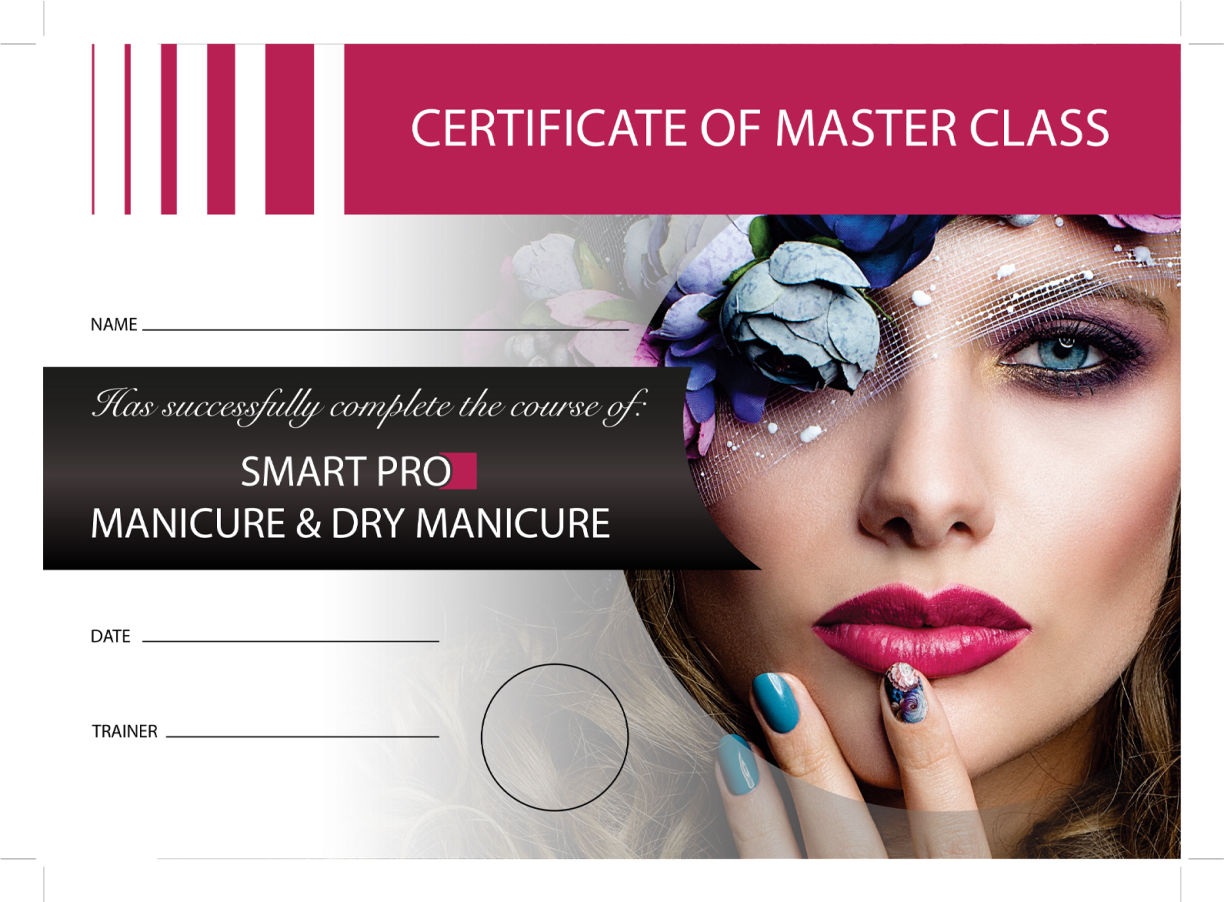 CERTIFICATE OF MASTER CLASS
NAME
Has successfully complete the course of:
SMART PRO
MANICURE & DRY MANICURE
DATE
TRAINER